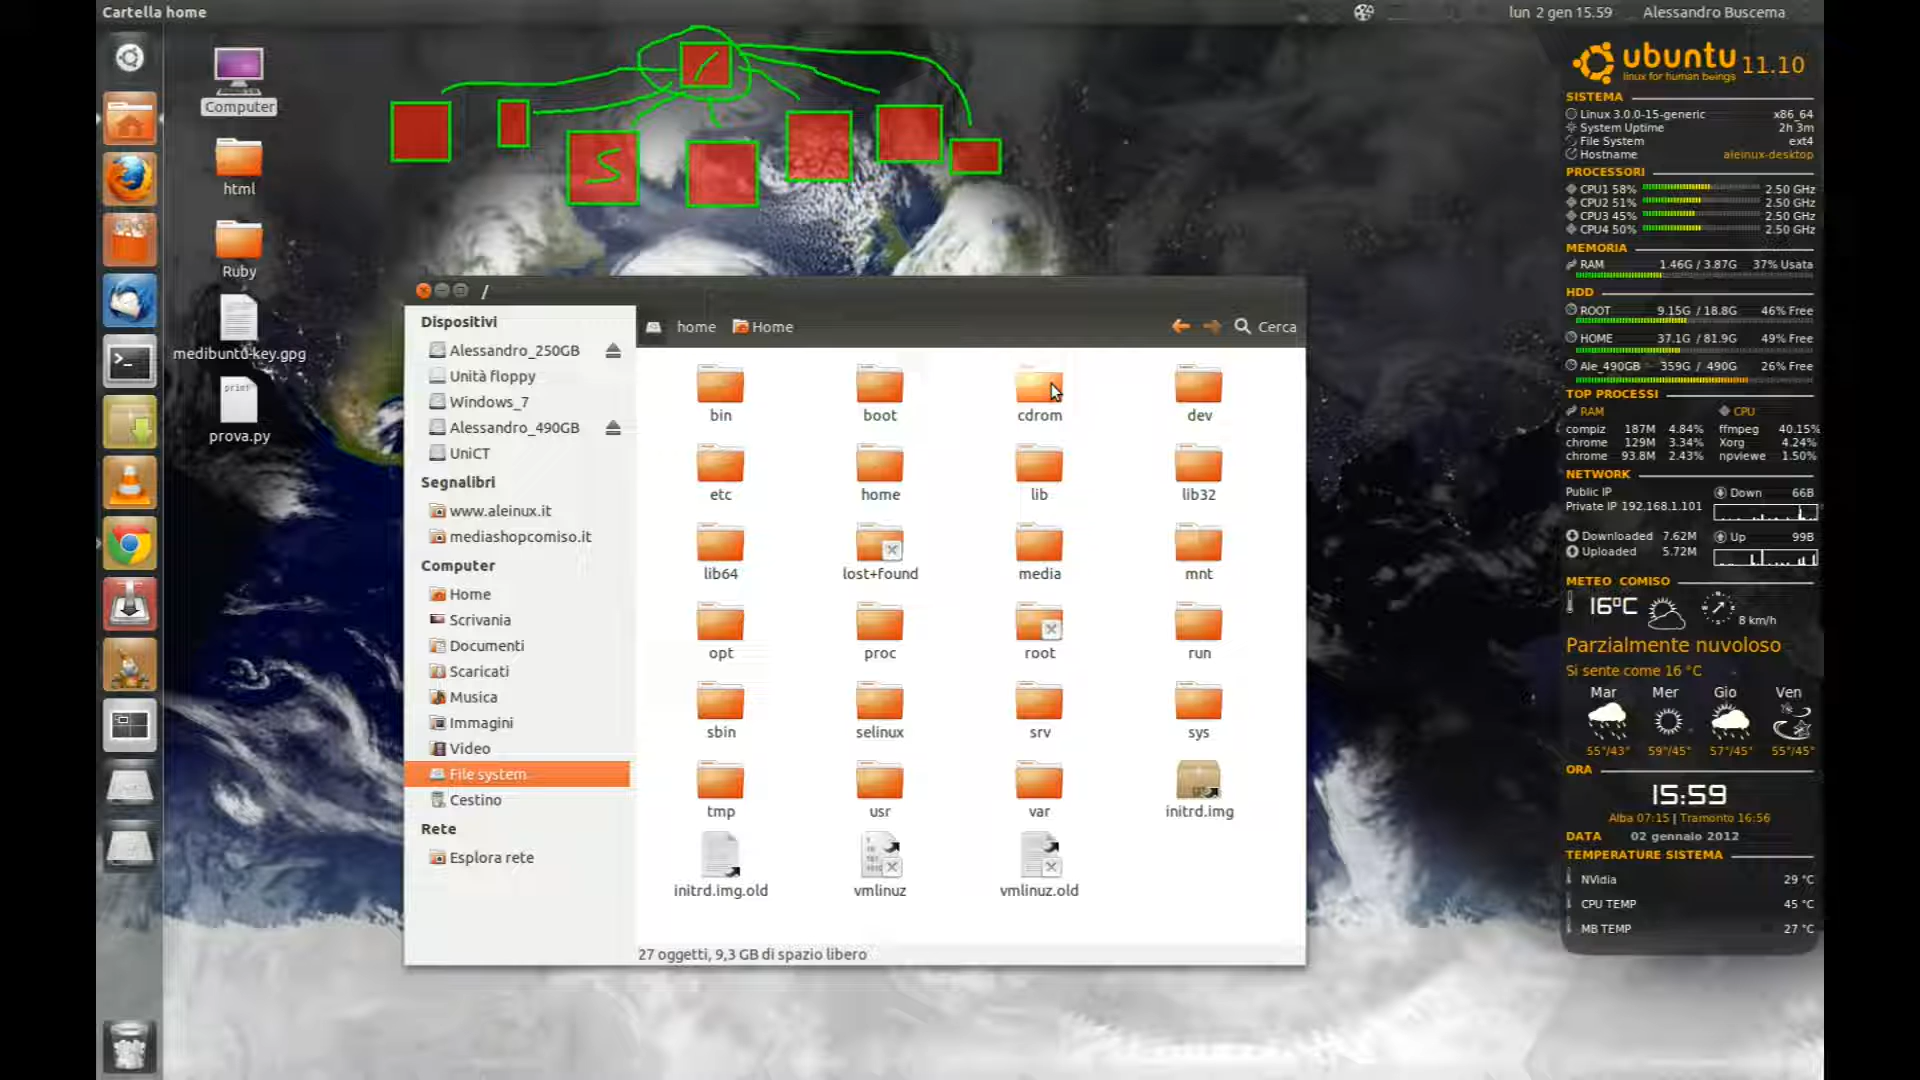 Cartella home
lun 2 gen 15.59
Alessandro Buscema
Computer
html
Ruby
medibuntu-key.gpg
prova.py
/
S
/
Dispositivi
Alessandro_250GB
Unità floppy
Windows_7
Alessandro_490GB
UniCT
Segnalibri
www.aleinux.it
mediashopcomiso.it
Computer
Home
Scrivania
Documenti
Scaricati
Musica
Immagini
Video
File system
Cestino
Rete
Esplora rete
home Home
Cerca
bin boot cdrom dev
etc home lib lib32
lib64 lost+found media mnt
opt proc root run
sbin selinux srv sys
tmp usr var initrd.img
initrd.img.old vmlinuz vmlinuz.old
27 oggetti, 9,3 GB di spazio libero
ubuntu 11.10
linux for human beings
SISTEMA
Linux 3.0.0-15-generic x86_64
System Uptime 2h 3m
File System ext4
Hostname aleinux-desktop
PROCESSORI
CPU1 58% 2.50 GHz
CPU2 51% 2.50 GHz
CPU3 45% 2.50 GHz
CPU4 50% 2.50 GHz
MEMORIA
RAM 1.46G / 3.87G 37% Usata
HDD
ROOT 9.15G / 18.8G 46% Free
HOME 37.1G / 81.9G 49% Free
Ale_490GB 359G / 490G 26% Free
TOP PROCESSI
RAM CPU
compiz 187M 4.84% ffmpeg 40.15%
chrome 129M 3.34% Xorg 4.24%
chrome 93.8M 2.43% npviewe 1.50%
NETWORK
Public IP Down 66B
Private IP 192.168.1.101
Downloaded 7.62M Up 99B
Uploaded 5.72M
METEO COMISO
16°C 8 km/h
Parzialmente nuvoloso
Si sente come 16 °C
Mar Mer Gio Ven
55°/43° 59°/45° 57°/45° 55°/45°
ORA
15:59
Alba 07:15 | Tramonto 16:56
DATA 02 gennaio 2012
TEMPERATURE SISTEMA
NVidia 29 °C
CPU TEMP 45 °C
MB TEMP 27 °C